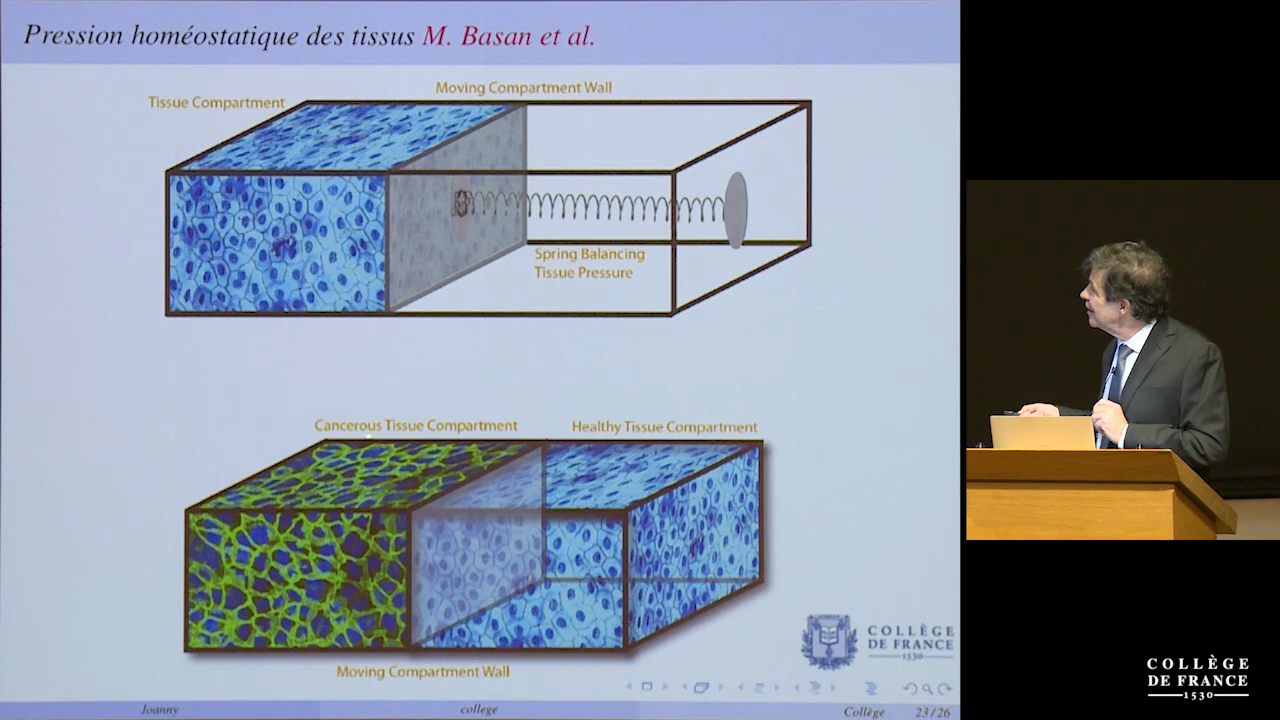 Pression homéostatique des tissus M. Basan et al.
Moving Compartment Wall
Tissue Compartment
Spring Balancing
Tissue Pressure
Cancerous Tissue Compartment
Healthy Tissue Compartment
Moving Compartment Wall
COLLÈGE
DE FRANCE
1530
Joanny
college
Collège
23/26
COLLÈGE
DE FRANCE
1530